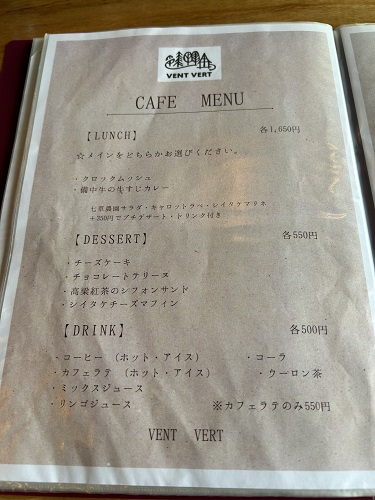 VENT VERT
CAFE MENU
【LUNCH】 各1,650円
☆メインをどちらかお選びください。
・クロックムッシュ
・備中牛の牛すじカレー
七草農園サラダ・キャロットラペ・シイタケマリネ
+350円でプチデザート・ドリンク付き
【DESSERT】 各550円
・チーズケーキ
・チョコレートテリーヌ
・高梁紅茶のシフォンサンド
・シイタケチーズマフィン
【DRINK】 各500円
・コーヒー （ホット・アイス） ・コーラ
・カフェラテ （ホット・アイス） ・ウーロン茶
・ミックスジュース
・リンゴジュース ※カフェラテのみ550円
VENT VERT